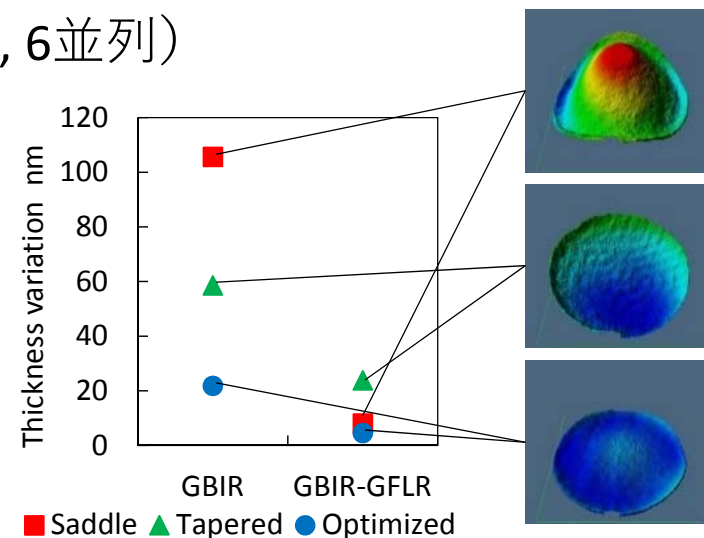 , 6並列）
120
100
80
60
40
20
0
Thickness variation nm
GBIR GBIR-GFLR
Saddle Tapered Optimized